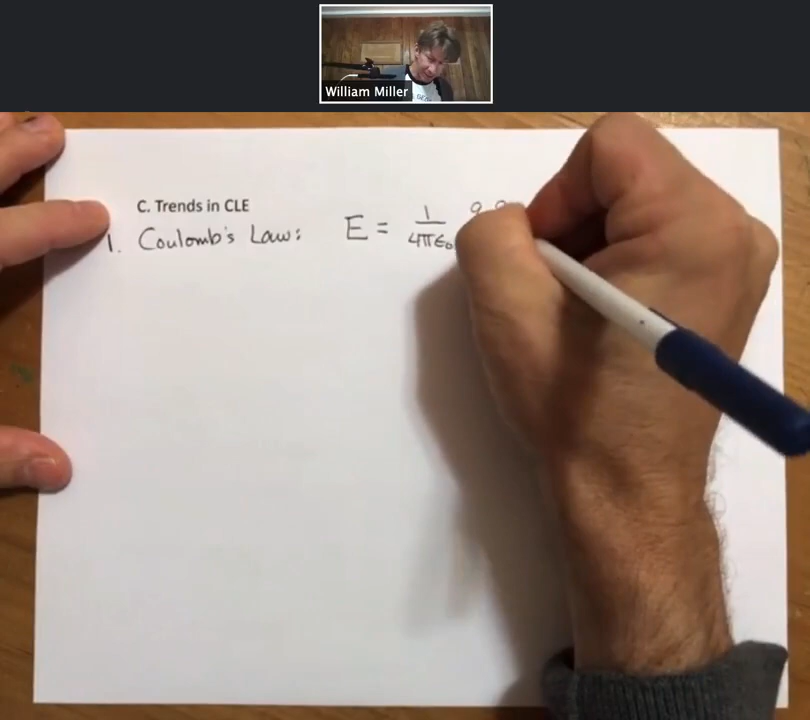 William Miller
C. Trends in CLE
1. Coulomb's Law: E = 1/4πϵ₀ q q